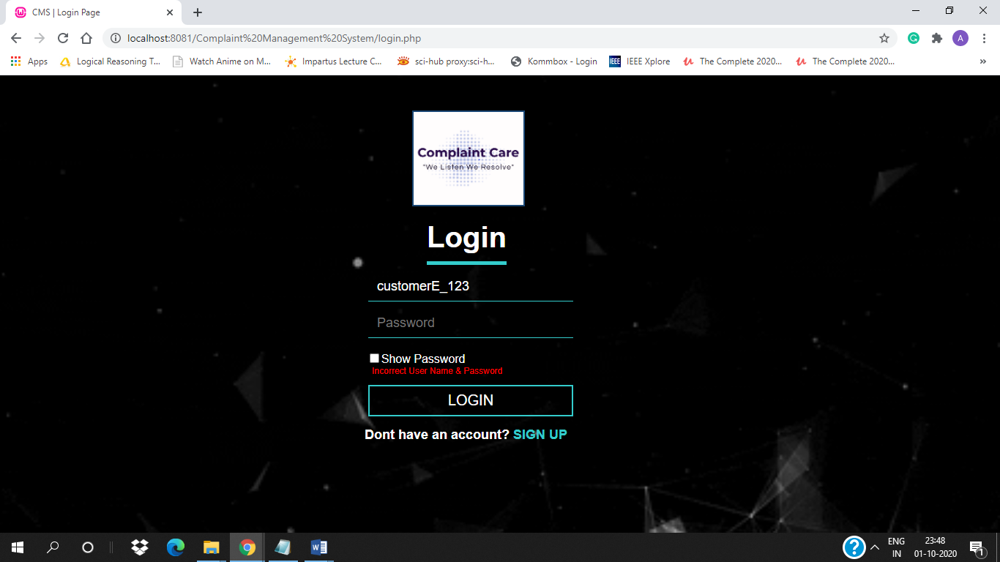 CMS | Login Page
localhost:8081/Complaint%20Management%20System/login.php
A
Apps
Logical Reasoning T...
Watch Anime on M...
Impartus Lecture C...
sci-hub proxy:sci-h...
Kommbox - Login
IEEE
IEEE Xplore
The Complete 2020...
The Complete 2020...
»
Complaint Care
"We Listen We Resolve"
Login
customerE_123
Password
Show Password
Incorrect User Name & Password
LOGIN
Dont have an account? SIGN UP
ENG
IN
23:48
01-10-2020
1